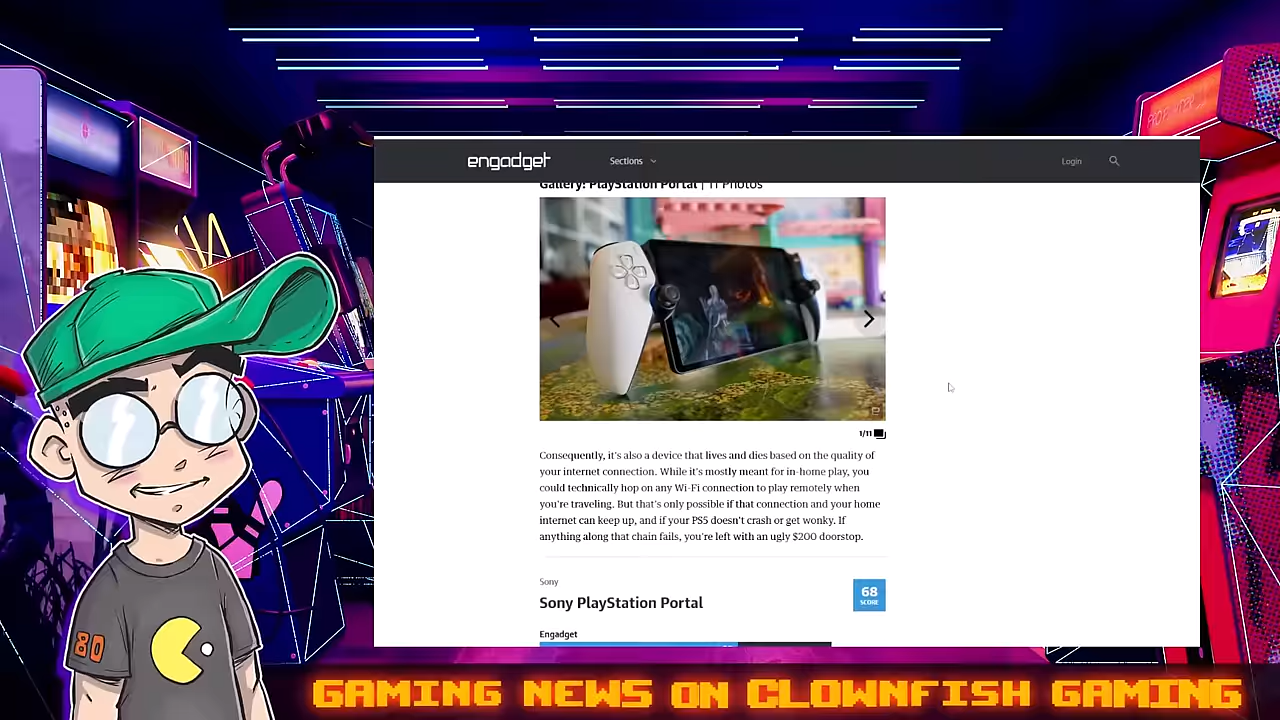 engadget
Sections
Login
Gallery: PlayStation Portal | 11 Photos
1/11
Consequently, it's also a device that lives and dies based on the quality of
your internet connection. While it's mostly meant for in-home play, you
could technically hop on any Wi-Fi connection to play remotely when
you're traveling. But that's only possible if that connection and your home
internet can keep up, and if your PS5 doesn't crash or get wonky. If
anything along that chain fails, you're left with an ugly $200 doorstop.
Sony
68
SCORE
Sony PlayStation Portal
Engadget
80
GAMING NEWS ON CLOWNFISH GAMING